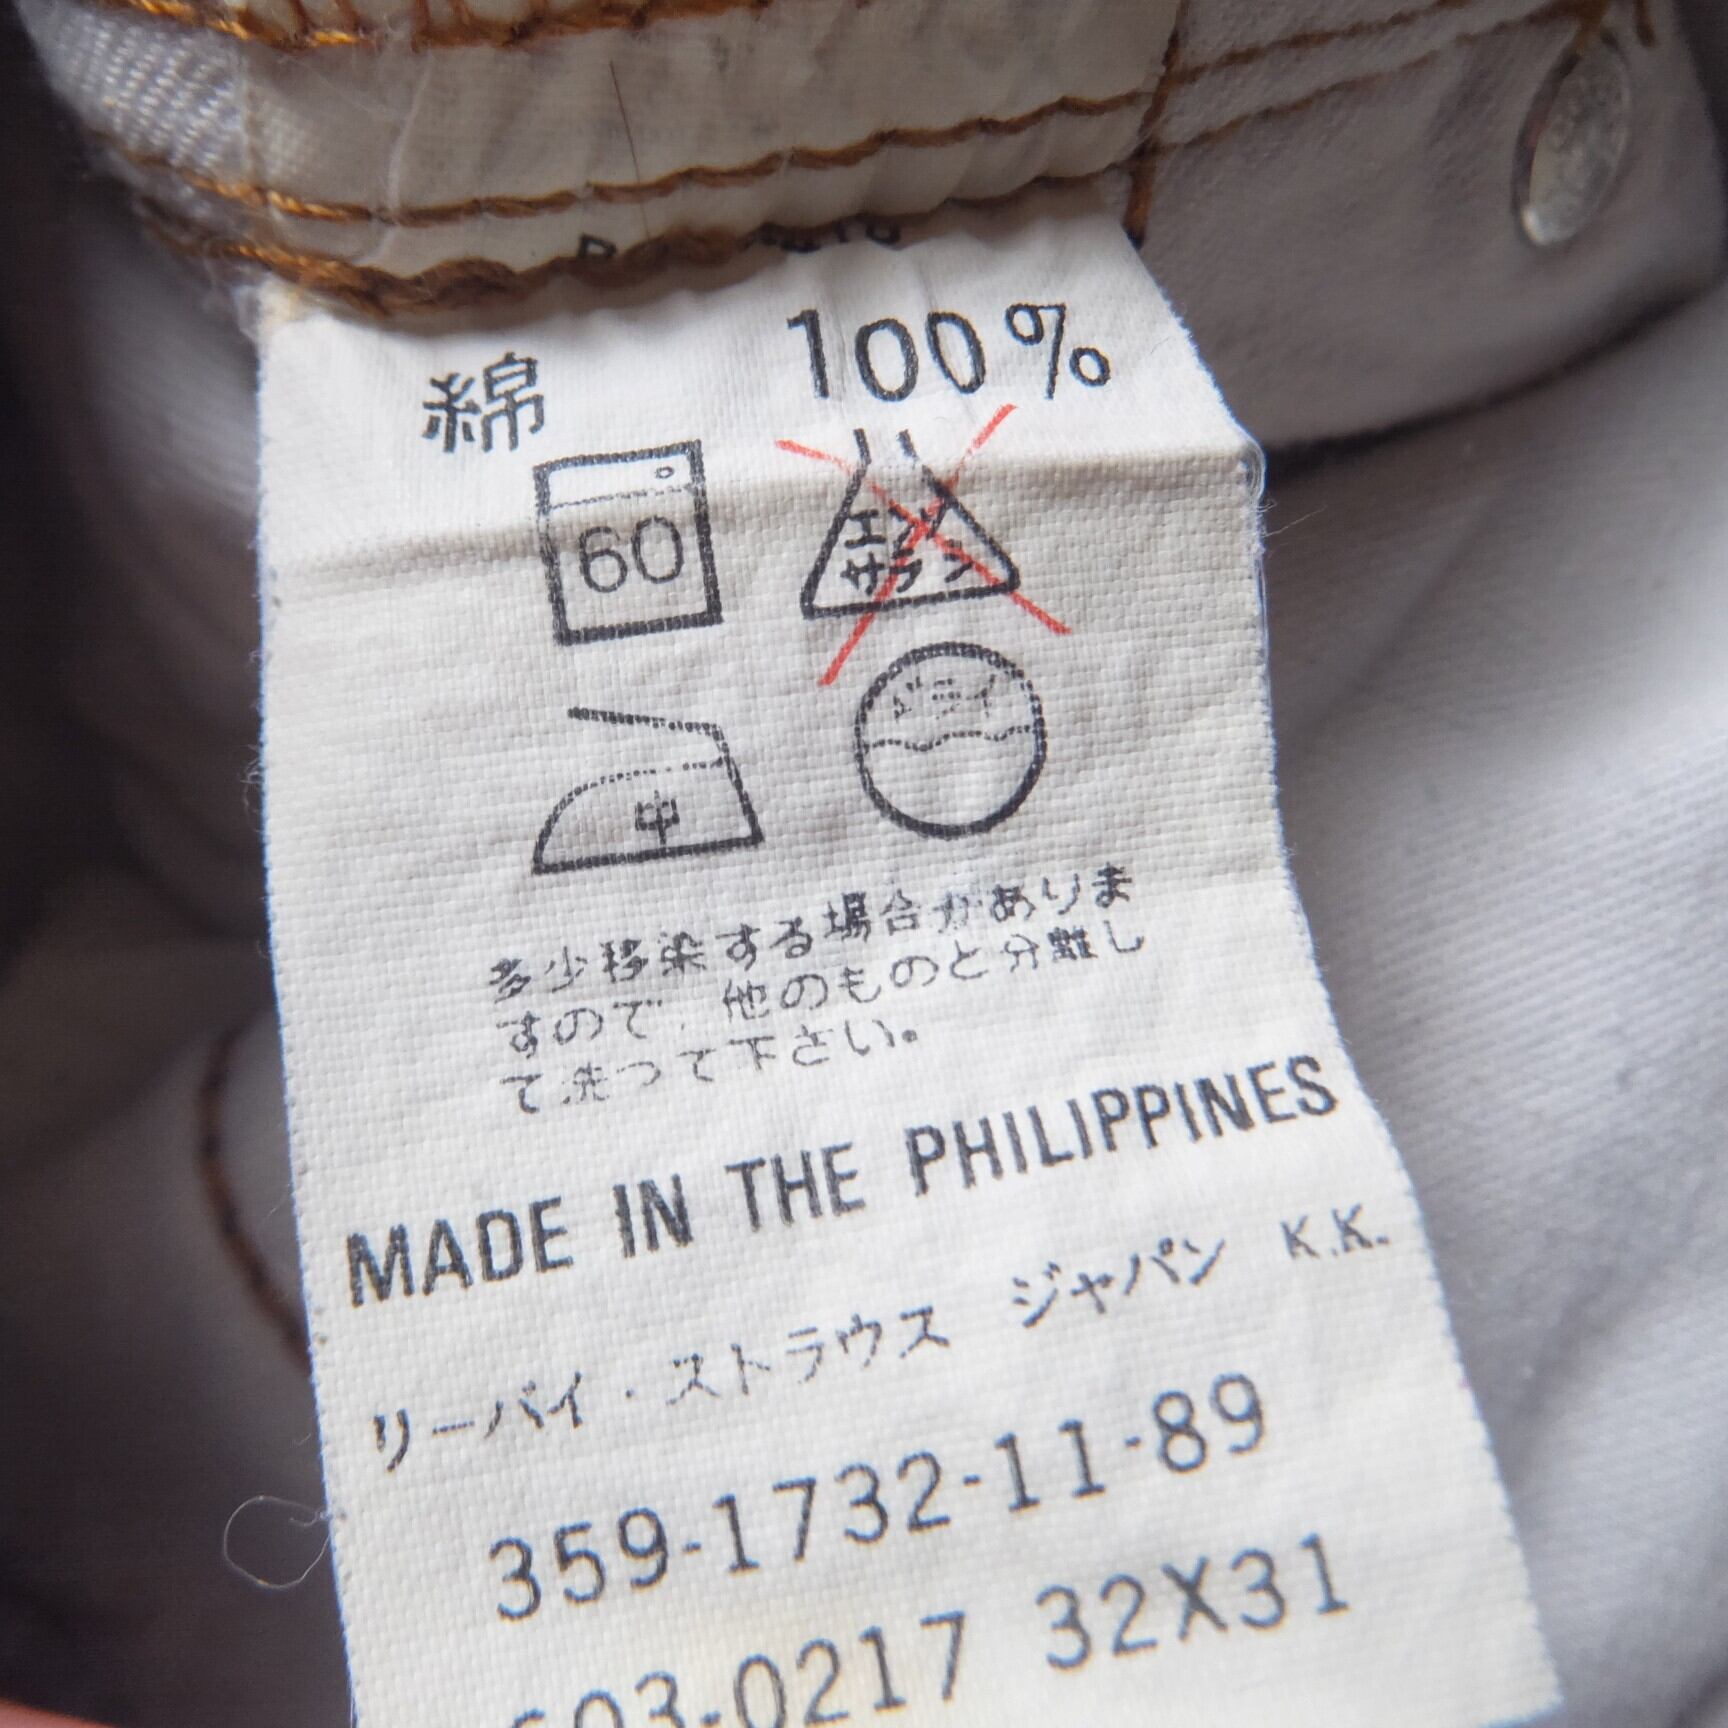 綿 100%
60
エンソ
サラシ
中
ドライ
多少移染する場合がありま
すので、他のものと分離し
て洗って下さい。
MADE IN THE PHILIPPINES
リーバイ・ストラウス ジャパン K.K.
359-1732-11-89
603-0217 32X31